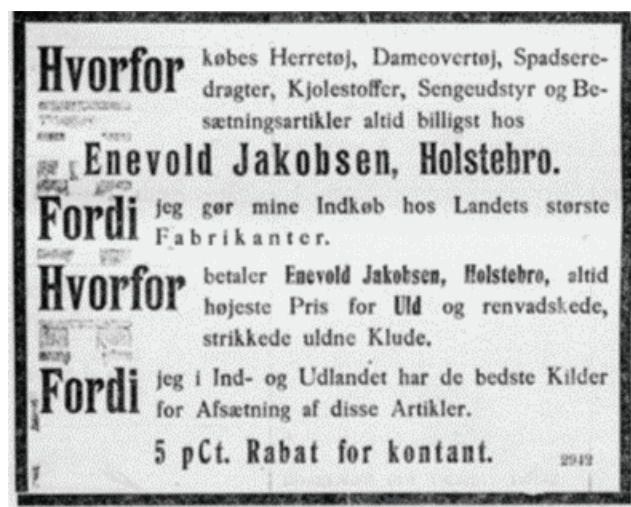 Hvorfor købes Herretøj, Dameovertøj, Spadsere-
dragter, Kjolestoffer, Sengeudstyr og Be-
sætningsartikler altid billigst hos
Enevold Jakobsen, Holstebro.
Fordi jeg gør mine Indkøb hos Landets største
Fabrikanter.
Hvorfor betaler Enevold Jakobsen, Holstebro, altid
højeste Pris for Uld og renvadskede,
strikkede uldne Klude.
Fordi jeg i Ind- og Udlandet har de bedste Kilder
for Afsætning af disse Artikler.
5 pCt. Rabat for kontant. 2942